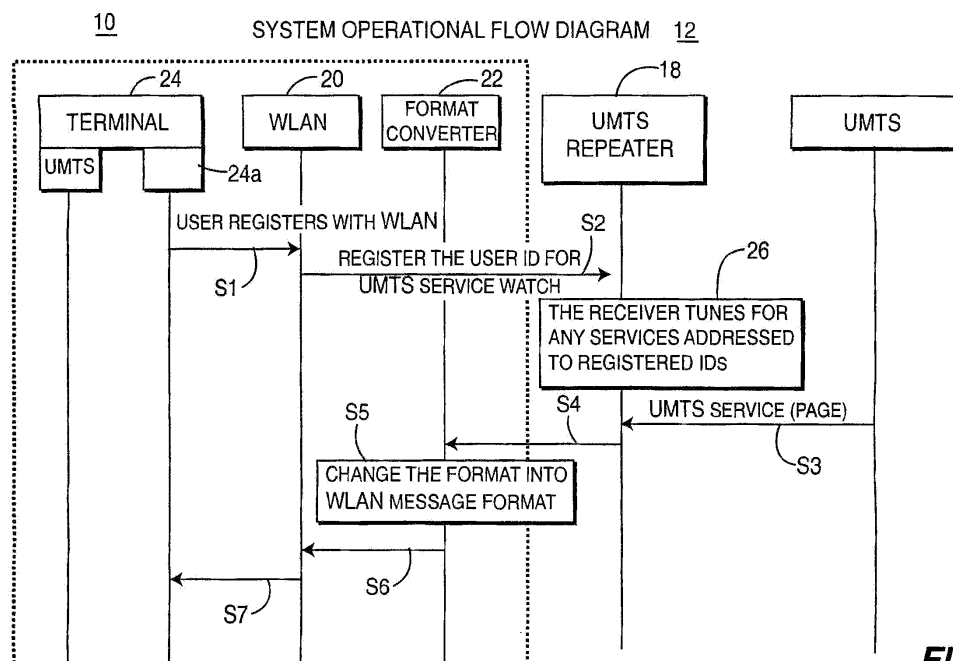 10
SYSTEM OPERATIONAL FLOW DIAGRAM 12
24
20
22
18
TERMINAL
WLAN
FORMAT
CONVERTER
UMTS
REPEATER
UMTS
UMTS
24a
USER REGISTERS WITH WLAN
S1
S2
REGISTER THE USER ID FOR
UMTS SERVICE WATCH
26
THE RECEIVER TUNES FOR
ANY SERVICES ADDRESSED
TO REGISTERED IDs
UMTS SERVICE (PAGE)
S3
S4
S5
CHANGE THE FORMAT INTO
WLAN MESSAGE FORMAT
S6
S7